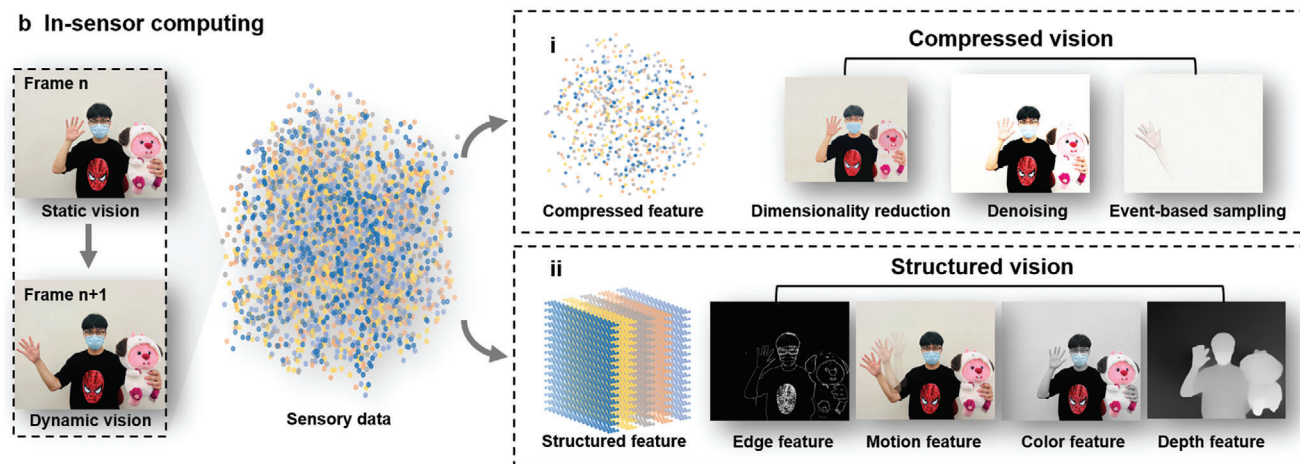 b In-sensor computing
Frame n
Static vision
Frame n+1
Dynamic vision
Sensory data
i
Compressed vision
Compressed feature
Dimensionality reduction
Denoising
Event-based sampling
ii
Structured vision
Structured feature
Edge feature
Motion feature
Color feature
Depth feature